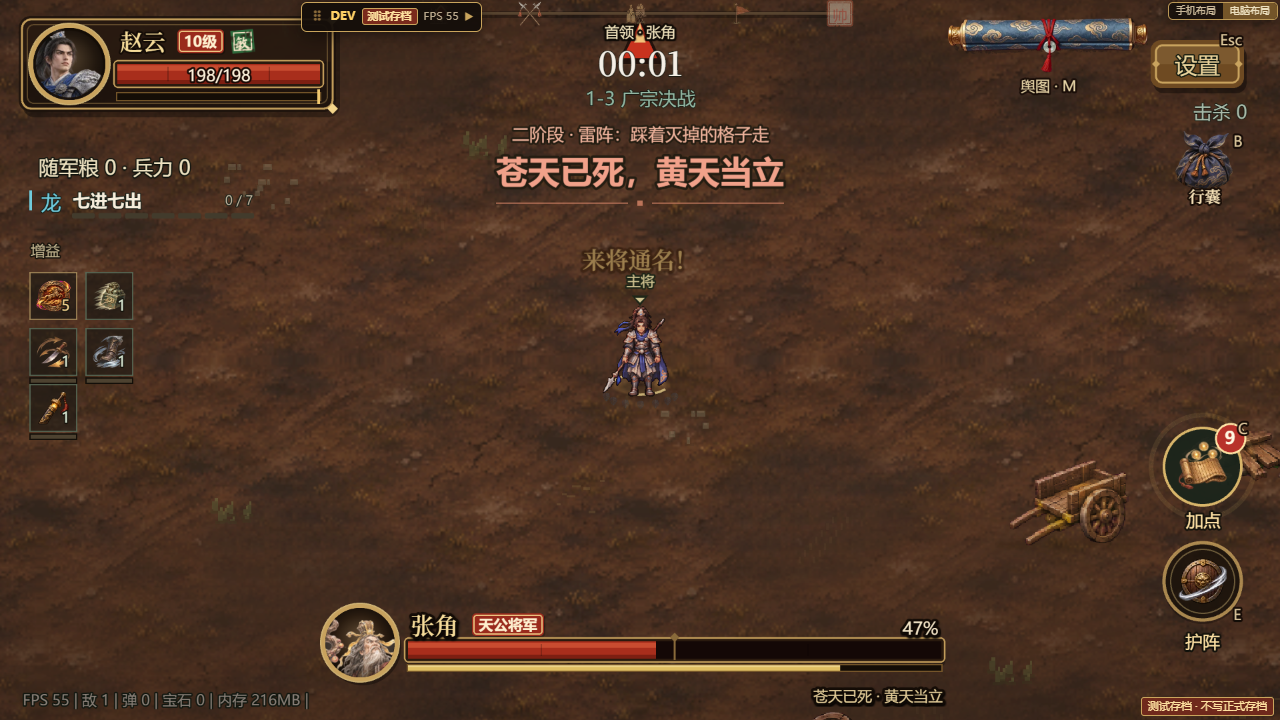 DEV 测试存档 FPS 55 ▶
手机布局 电脑布局
赵云 10级
198/198
首领·张角
00:01
1-3 广宗决战
二阶段·雷阵：踩着灭掉的格子走
苍天已死，黄天当立
舆图·M
Esc
设置
击杀 0
B
行囊
随军粮 0·兵力 0
龙 七进七出 0/7
增益
5
1
1
1
1
来将通名！
主将
9
C
加点
E
护阵
张角 天公将军 47%
苍天已死·黄天当立
FPS 55 | 敌 1 | 弹 0 | 宝石 0 | 内存 216MB |
测试存档·不写正式存档